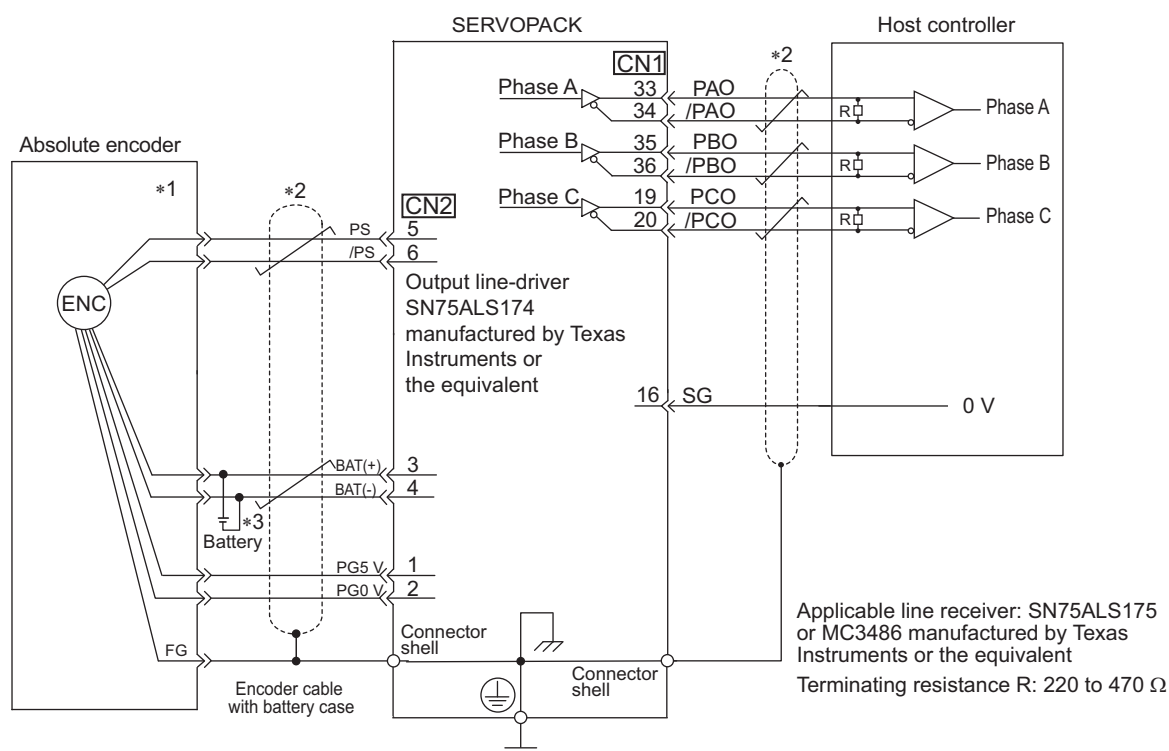 SERVOPACK
Host controller
CN1
*2
Phase A
33
PAO
34
/PAO
R
Phase A
Phase B
35
PBO
36
/PBO
R
Phase B
Phase C
19
PCO
20
/PCO
R
Phase C
Absolute encoder
*1
*2
CN2
PS
5
/PS
6
ENC
Output line-driver
SN75ALS174
manufactured by Texas
Instruments or
the equivalent
16
SG
0 V
BAT(+)
3
BAT(-)
4
*3
Battery
PG5 V
1
PG0 V
2
FG
Connector
shell
Connector
shell
Encoder cable
with battery case
Applicable line receiver: SN75ALS175
or MC3486 manufactured by Texas
Instruments or the equivalent
Terminating resistance R: 220 to 470 Ω